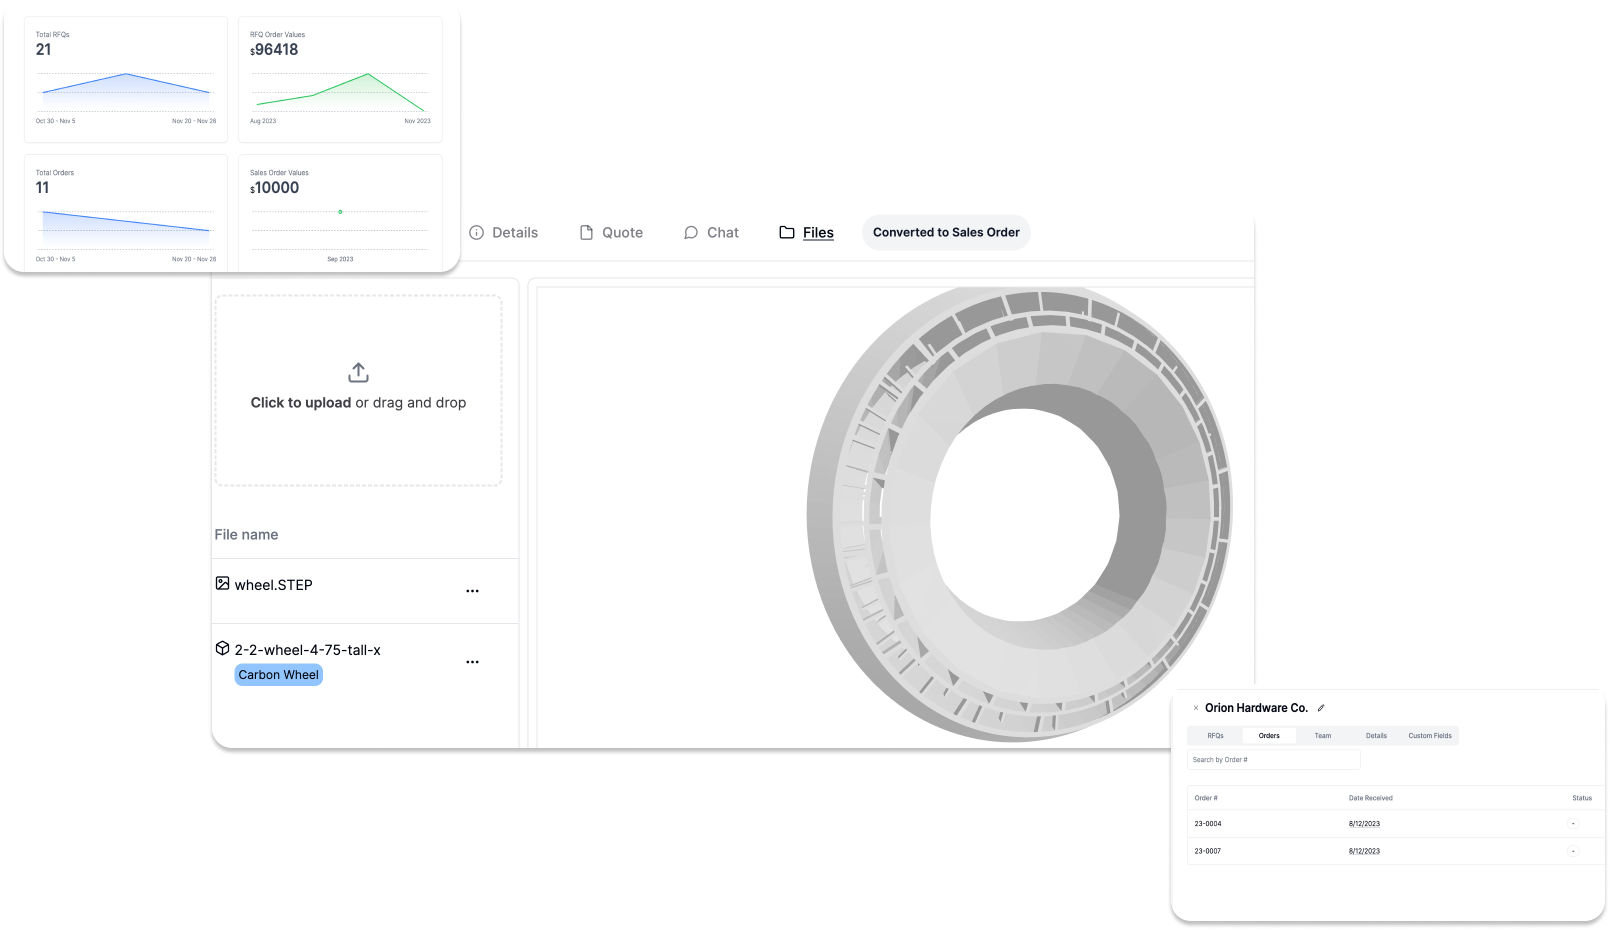 Total RFQs
21
Oct 30 - Nov 5
Nov 20 - Nov 26
RFQ Order Values
$96418
Aug 2023
Nov 2023
Total Orders
11
Oct 30 - Nov 5
Nov 20 - Nov 26
Sales Order Values
$10000
Sep 2023
Details
Quote
Chat
Files
Converted to Sales Order
Click to upload or drag and drop
File name
wheel.STEP
...
2-2-wheel-4-75-tall-x
...
Carbon Wheel
× Orion Hardware Co.
RFQs
Orders
Team
Details
Custom Fields
Search by Order #
Order # Date Received Status
23-0004 8/12/2023 -
23-0007 8/12/2023 -